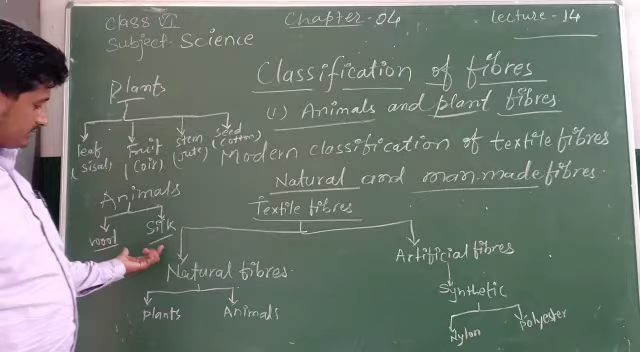 Class VI
Chapter-04
Lecture-14
Subject-Science
Classification of fibres
(1) Animals and plant fibres
Modern classification of textile fibres
Natural and man.made fibres.
Plants
leaf (Sisal)
Fruit (Coir)
Stem (Jute)
Seed (Cotton)
Animals
wool
Silk
Textile fibres
Natural fibres.
Plants
Animals
Artificial fibres
Synthetic
Nylon
Polyester